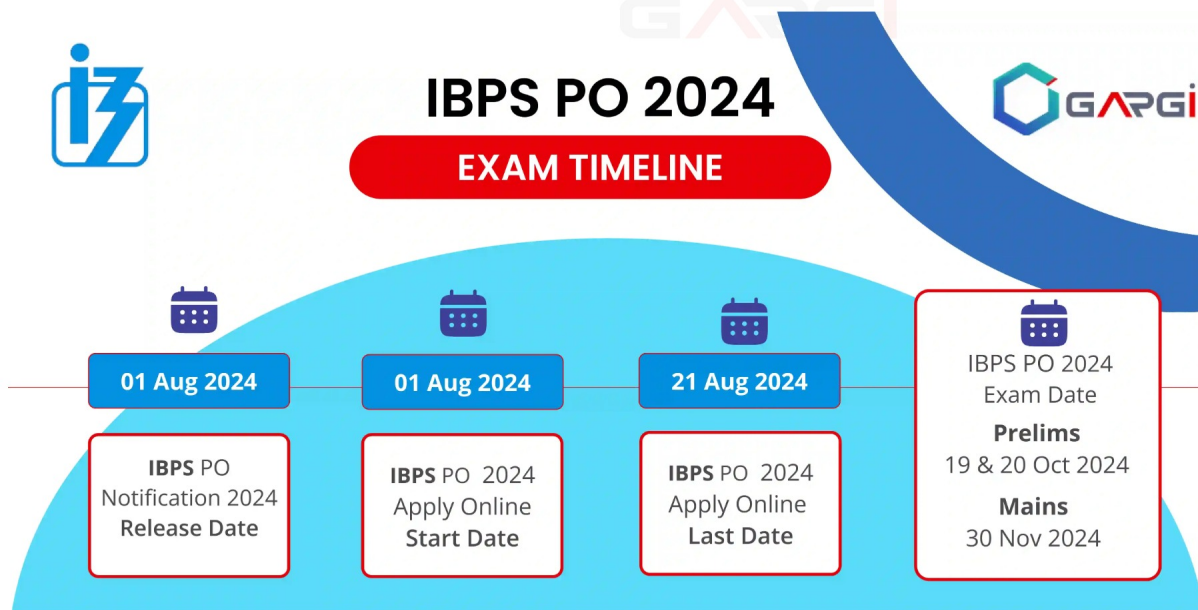 GARGI
IBPS PO 2024
GARGI
EXAM TIMELINE
01 Aug 2024
IBPS PO
Notification 2024
Release Date
01 Aug 2024
IBPS PO 2024
Apply Online
Start Date
21 Aug 2024
IBPS PO 2024
Apply Online
Last Date
IBPS PO 2024
Exam Date
Prelims
19 & 20 Oct 2024
Mains
30 Nov 2024